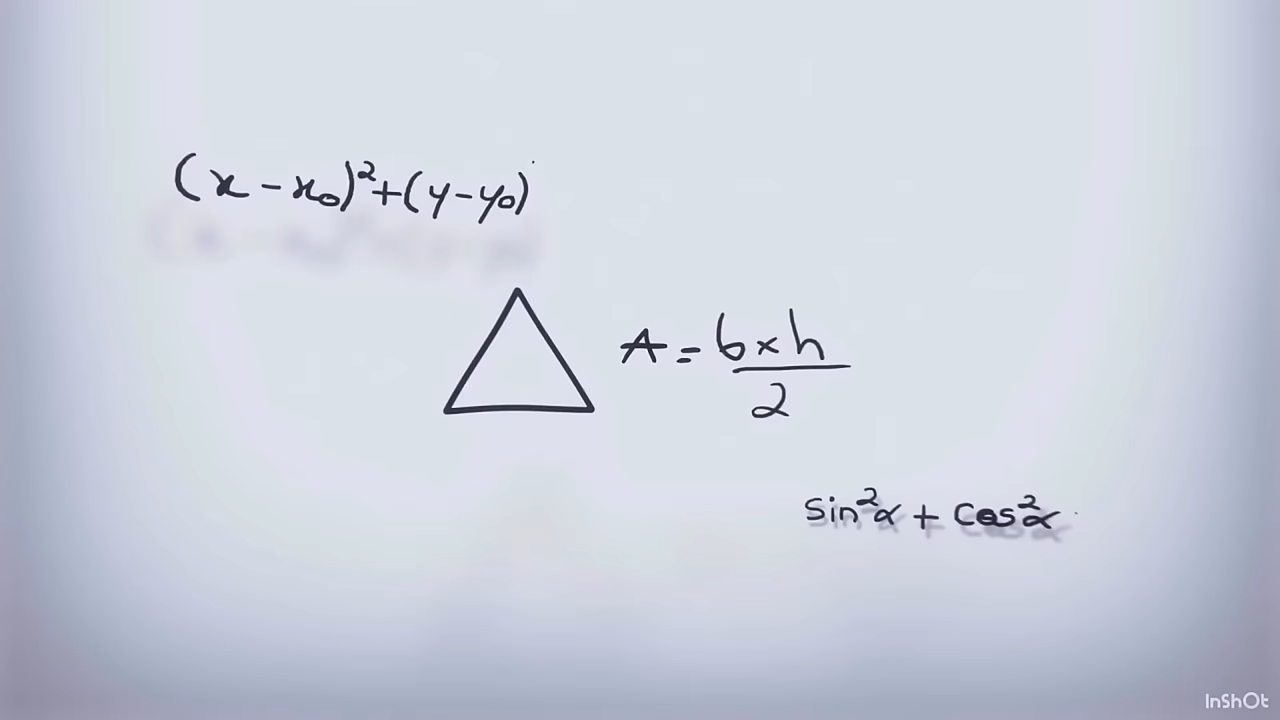 (x - x₀)²+(y-y₀)
A = b×h/2
sin²α + cos²α
InShOt